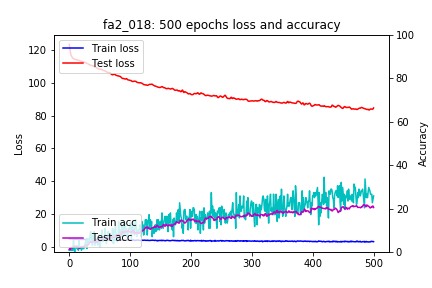 fa2_018: 500 epochs loss and accuracy
Train loss
Test loss
Train acc
Test acc
Loss
Accuracy
120
100
80
60
40
20
0
100
80
60
40
20
0
0
100
200
300
400
500